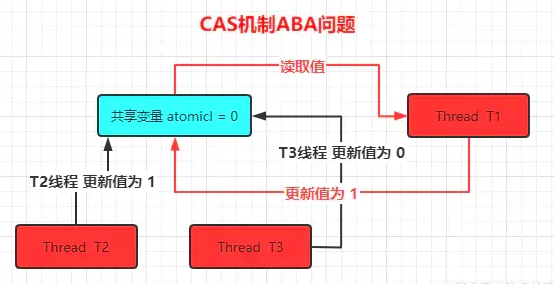 CAS机制ABA问题
读取值
共享变量 atomicI = 0
Thread T1
T3线程 更新值为 0
T2线程 更新值为 1
更新值为 1
Thread T2
Thread T3